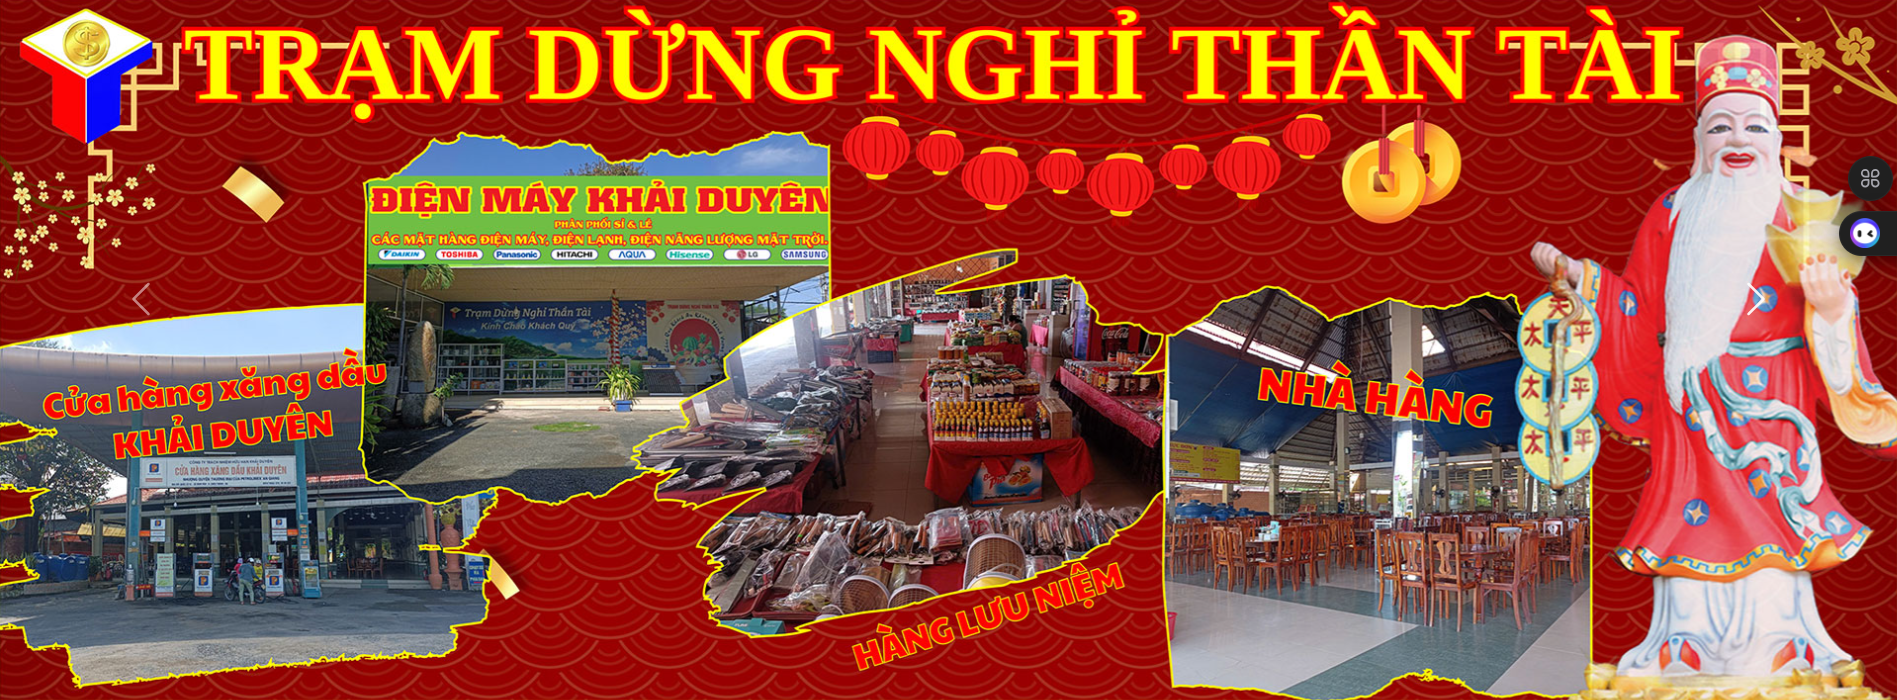 TRẠM DỪNG NGHỈ THẦN TÀI
ĐIỆN MÁY KHẢI DUYÊN
PHÂN PHỐI SỈ & LẺ
CÁC MẶT HÀNG ĐIỆN MÁY, ĐIỆN LẠNH, ĐIỆN NĂNG LƯỢNG MẶT TRỜI.
DAIKIN TOSHIBA Panasonic HITACHI AQUA Hisense LG SAMSUNG
Trạm Dừng Nghỉ Thần Tài
Kính Chào Khách Quý
Cửa hàng xăng dầu
KHẢI DUYÊN
CỬA HÀNG XĂNG DẦU KHẢI DUYÊN
HÀNG LƯU NIỆM
NHÀ HÀNG
天
太 平
太 平
太 平